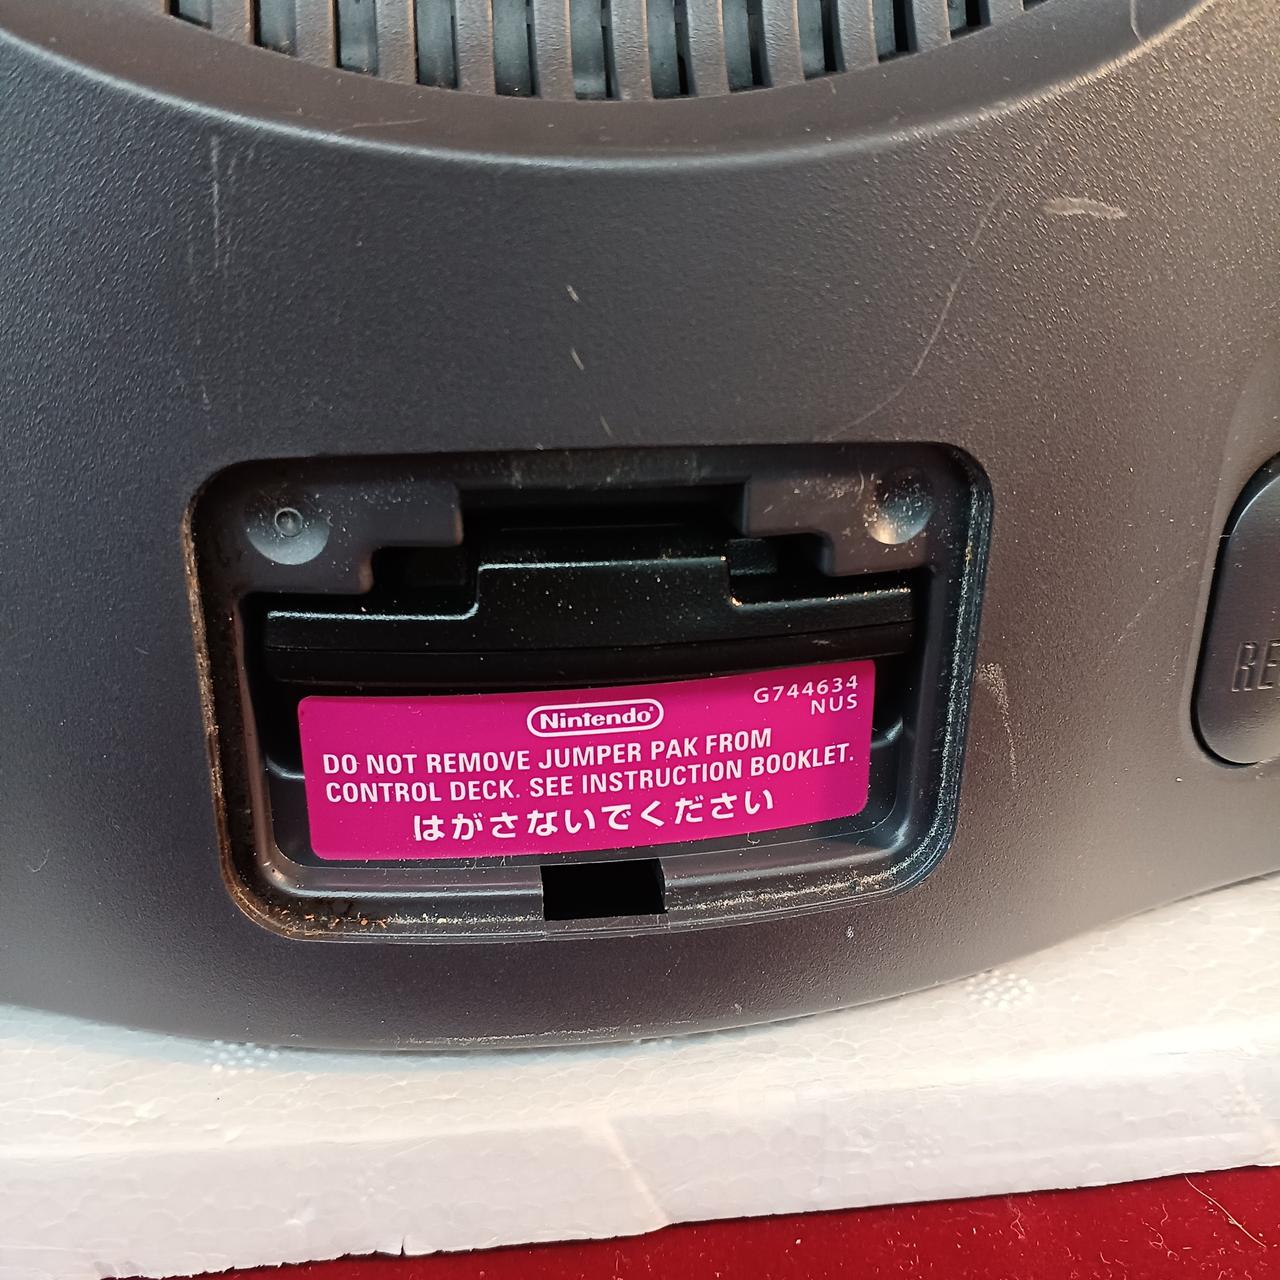 Nintendo®
G744634
NUS
DO NOT REMOVE JUMPER PAK FROM
CONTROL DECK. SEE INSTRUCTION BOOKLET.
はがさないでください
RE